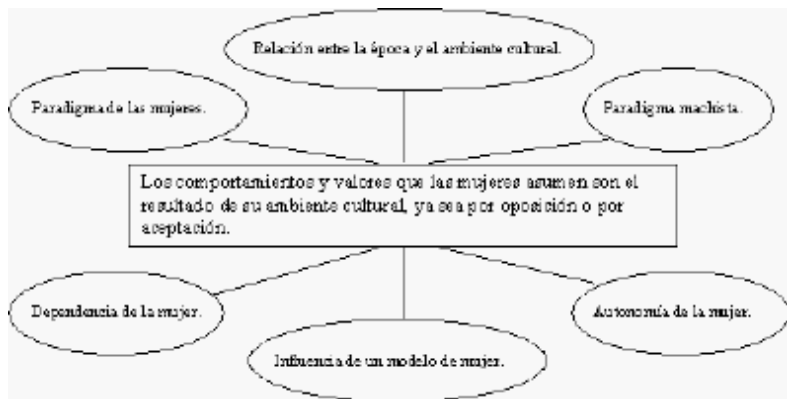 Relación entre la época y el ambiente cultural.
Paradigma de las mujeres.
Paradigma machista.
Los comportamientos y valores que las mujeres asumen son el
resultado de su ambiente cultural, ya sea por oposición o por
aceptación.
Dependencia de la mujer.
Autonomía de la mujer.
Influencia de un modelo de mujer.